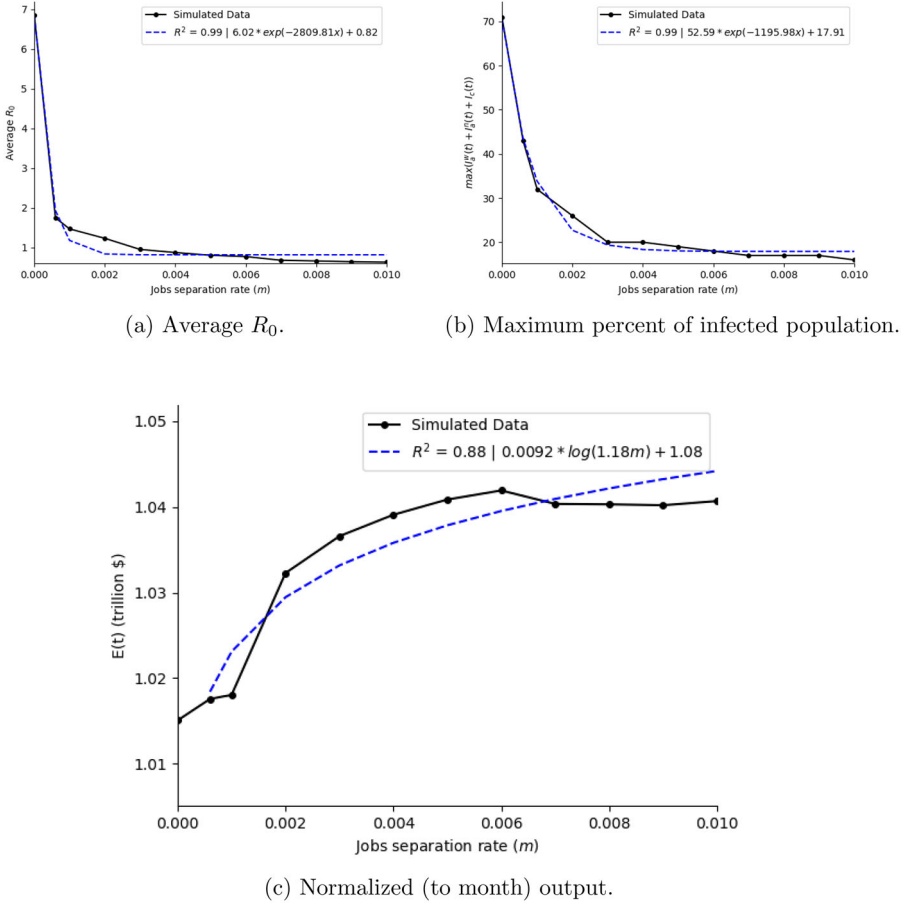 7
6
5
4
3
2
1
Average R₀
Simulated Data
R² = 0.99 | 6.02 * exp(−2809.81x) + 0.82
0.000 0.002 0.004 0.006 0.008 0.010
Jobs separation rate (m)
(a) Average R₀.
70
60
50
40
30
20
max(Iₐʷ(t) + Iₐⁿ(t) + I_c(t))
Simulated Data
R² = 0.99 | 52.59 * exp(−1195.98x) + 17.91
0.000 0.002 0.004 0.006 0.008 0.010
Jobs separation rate (m)
(b) Maximum percent of infected population.
1.05
1.04
1.03
1.02
1.01
E(t) (trillion $)
Simulated Data
R² = 0.88 | 0.0092 * log(1.18m) + 1.08
0.000 0.002 0.004 0.006 0.008 0.010
Jobs separation rate (m)
(c) Normalized (to month) output.